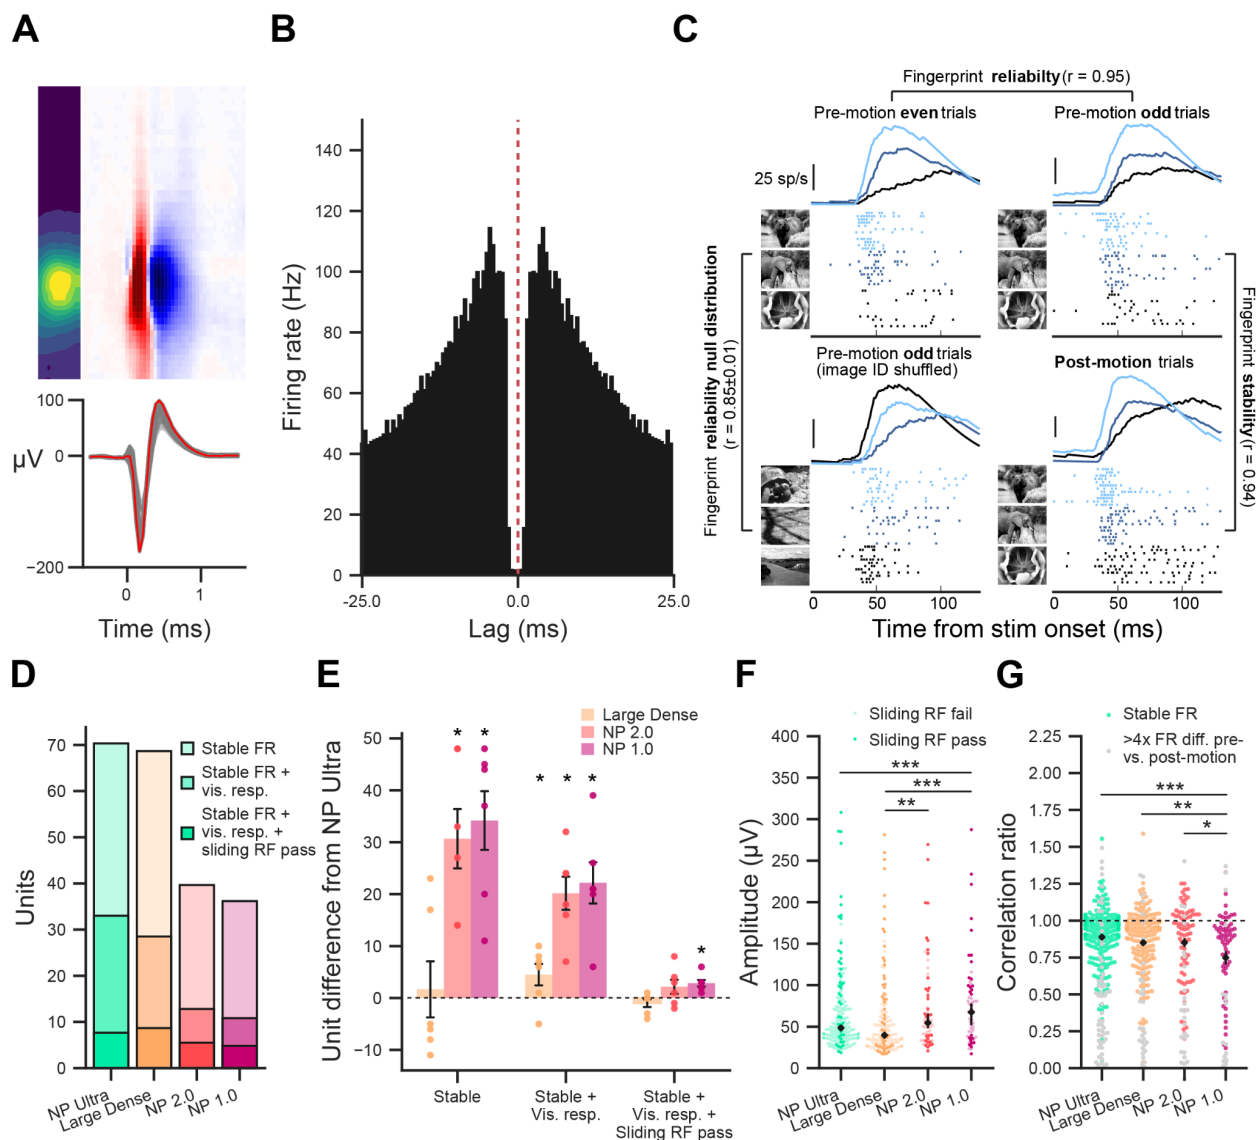 A
B
C
Fingerprint reliabilty (r = 0.95)
Pre-motion even trials
Pre-motion odd trials
25 sp/s
Fingerprint reliability null distribution
(r = 0.85±0.01)
Fingerprint stability (r = 0.94)
Pre-motion odd trials
(image ID shuffled)
Post-motion trials
0
50
100
0
50
100
Time from stim onset (ms)
100
0
−200
µV
0
1
Time (ms)
140
120
100
80
60
40
20
0
Firing rate (Hz)
-25.0
0.0
25.0
Lag (ms)
D
Stable FR
Stable FR +
vis. resp.
Stable FR +
vis. resp. +
sliding RF pass
70
60
50
40
30
20
10
0
Units
NP Ultra
Large Dense
NP 2.0
NP 1.0
E
Large Dense
NP 2.0
NP 1.0
50
40
30
20
10
0
−10
Unit difference from NP Ultra
* *
* * *
*
Stable
Stable +
Vis. resp.
Stable +
Vis. resp. +
Sliding RF pass
F
Sliding RF fail
Sliding RF pass
400
350
300
250
200
150
100
50
0
Amplitude (µV)
***
***
**
NP Ultra
Large Dense
NP 2.0
NP 1.0
G
Stable FR
>4x FR diff. pre-
vs. post-motion
2.25
2.00
1.75
1.50
1.25
1.00
0.75
0.50
0.25
0.00
Correlation ratio
***
**
*
NP Ultra
Large Dense
NP 2.0
NP 1.0